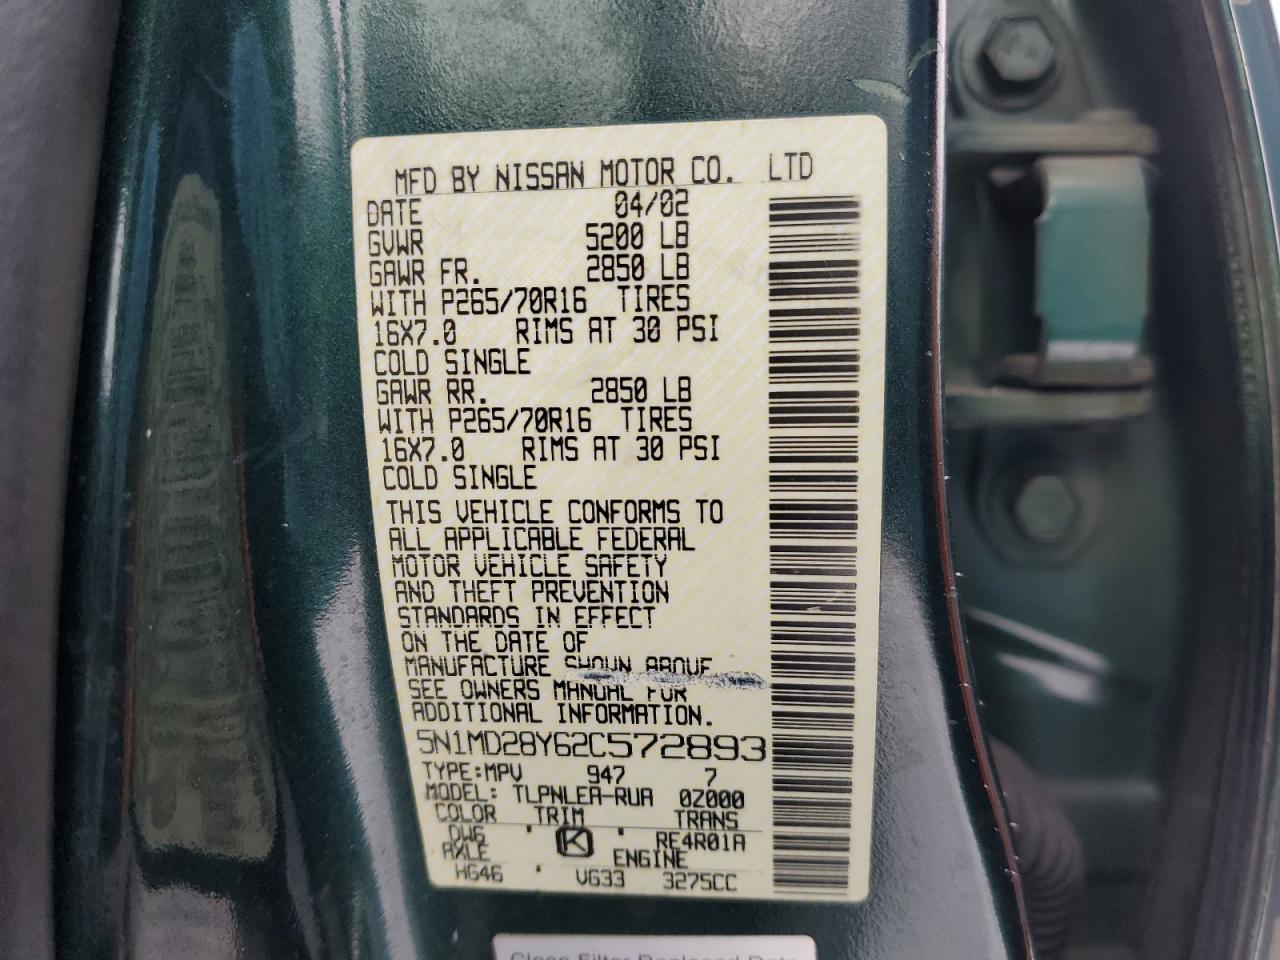 MFD BY NISSAN MOTOR CO. LTD
DATE 04/02
GVWR 5200 LB
GAWR FR. 2850 LB
WITH P265/70R16 TIRES
16X7.0 RIMS AT 30 PSI
COLD SINGLE
GAWR RR. 2850 LB
WITH P265/70R16 TIRES
16X7.0 RIMS AT 30 PSI
COLD SINGLE
THIS VEHICLE CONFORMS TO
ALL APPLICABLE FEDERAL
MOTOR VEHICLE SAFETY
AND THEFT PREVENTION
STANDARDS IN EFFECT
ON THE DATE OF
MANUFACTURE SHOWN ABOVE
SEE OWNERS MANUAL FOR
ADDITIONAL INFORMATION.
5N1MD28Y62C572893
TYPE:MPV 947 7
MODEL: TLPNLEA-RUA 0Z000
COLOR TRIM TRANS
DW6 K RE4R01A
AXLE ENGINE
HG46 VG33 3275CC
Clean Filter Replaced Date